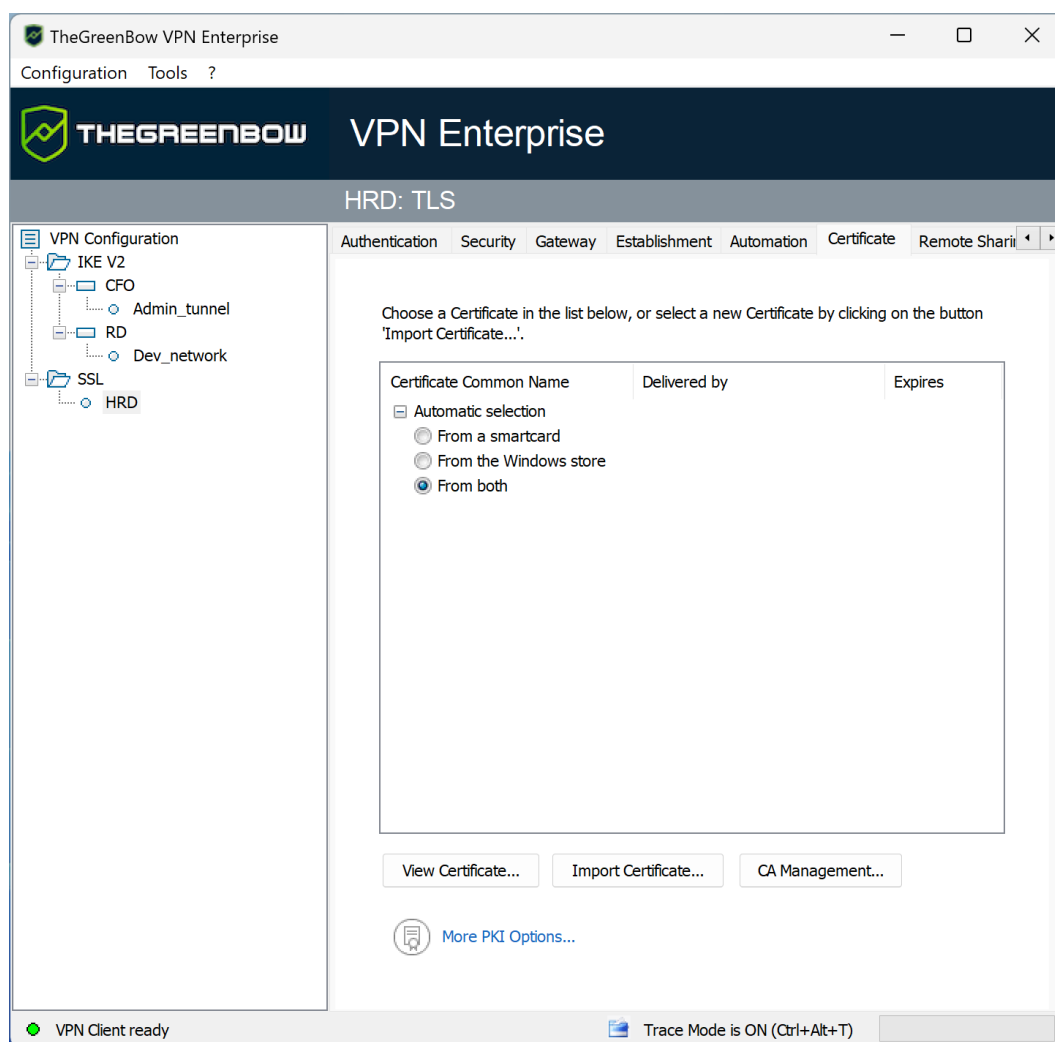 TheGreenBow VPN Enterprise
Configuration Tools ?
THEGREENBOW
VPN Enterprise
HRD: TLS
VPN Configuration
IKE V2
CFO
Admin_tunnel
RD
Dev_network
SSL
HRD
Authentication Security Gateway Establishment Automation Certificate Remote Sharin
Choose a Certificate in the list below, or select a new Certificate by clicking on the button
'Import Certificate...'.
Certificate Common Name Delivered by Expires
Automatic selection
From a smartcard
From the Windows store
From both
View Certificate... Import Certificate... CA Management...
More PKI Options...
VPN Client ready Trace Mode is ON (Ctrl+Alt+T)